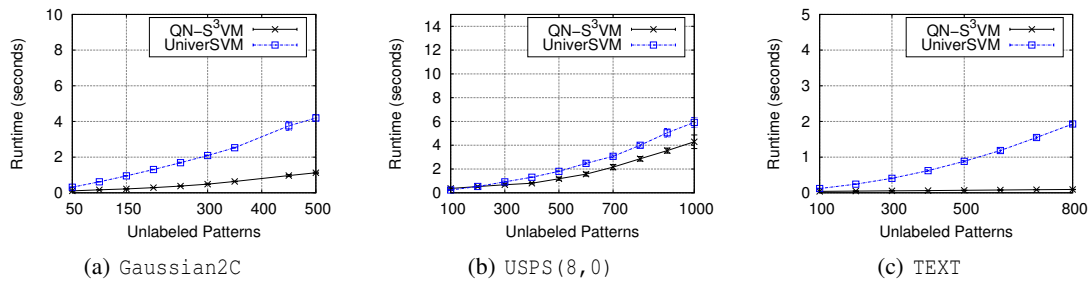 10
8
6
4
2
0
Runtime (seconds)
QN-S³VM
UniverSVM
50 150 300 400 500
Unlabeled Patterns
(a) Gaussian2C
14
12
10
8
6
4
2
0
Runtime (seconds)
QN-S³VM
UniverSVM
100 300 500 700 1000
Unlabeled Patterns
(b) USPS(8,0)
5
4
3
2
1
0
Runtime (seconds)
QN-S³VM
UniverSVM
100 300 500 800
Unlabeled Patterns
(c) TEXT